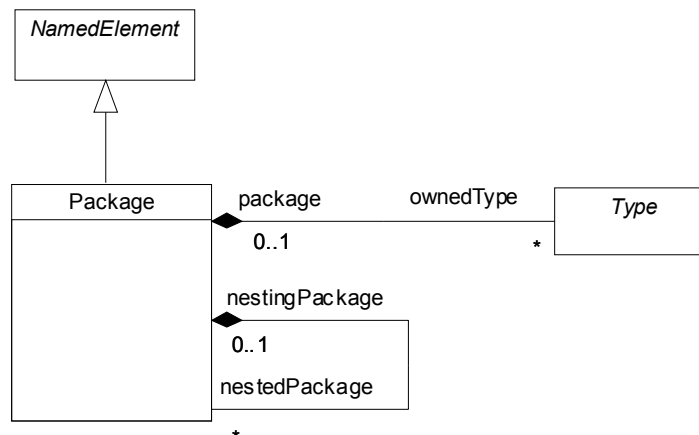 NamedElement
Package
package
ownedType
Type
0..1
*
nestingPackage
0..1
nestedPackage
*